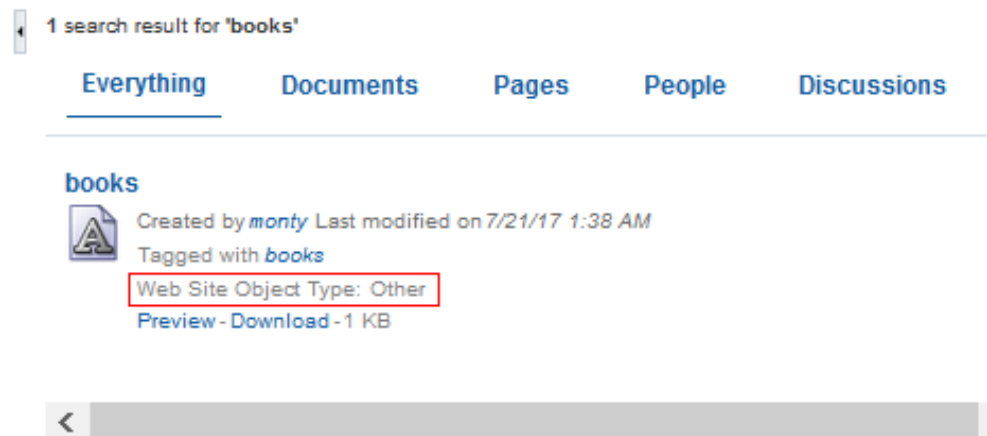 1 search result for 'books'
Everything Documents Pages People Discussions
books
Created by monty Last modified on 7/21/17 1:38 AM
Tagged with books
Web Site Object Type: Other
Preview - Download - 1 KB